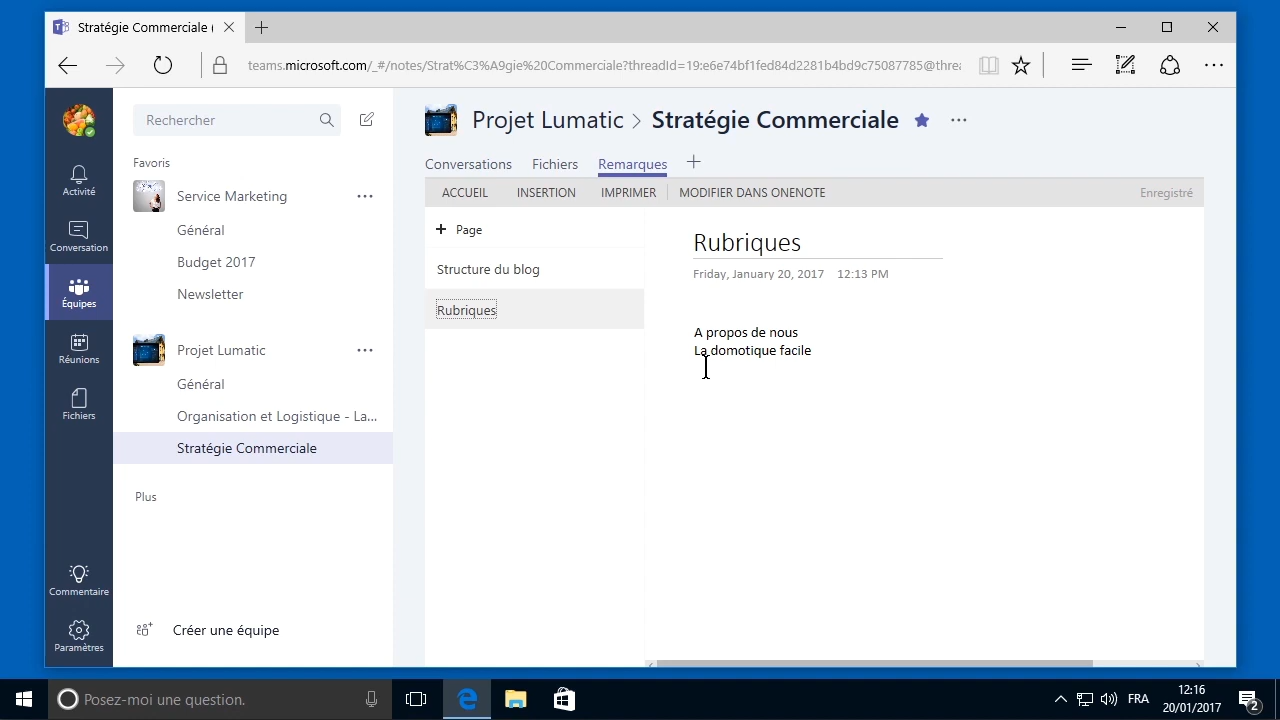 Stratégie Commerciale (
teams.microsoft.com/_#/notes/Strat%C3%A9gie%20Commerciale?threadId=19:e6e74bf1fed84d2281b4bd9c75087785@threa
Rechercher
Activité
Conversation
Équipes
Réunions
Fichiers
Commentaire
Paramètres
Favoris
Service Marketing
Général
Budget 2017
Newsletter
Projet Lumatic
Général
Organisation et Logistique - La...
Stratégie Commerciale
Plus
Créer une équipe
Projet Lumatic > Stratégie Commerciale
Conversations Fichiers Remarques
ACCUEIL INSERTION IMPRIMER MODIFIER DANS ONENOTE Enregistré
+ Page
Structure du blog
Rubriques
Rubriques
Friday, January 20, 2017 12:13 PM
A propos de nous
La domotique facile
Posez-moi une question.
FRA
12:16
20/01/2017
2